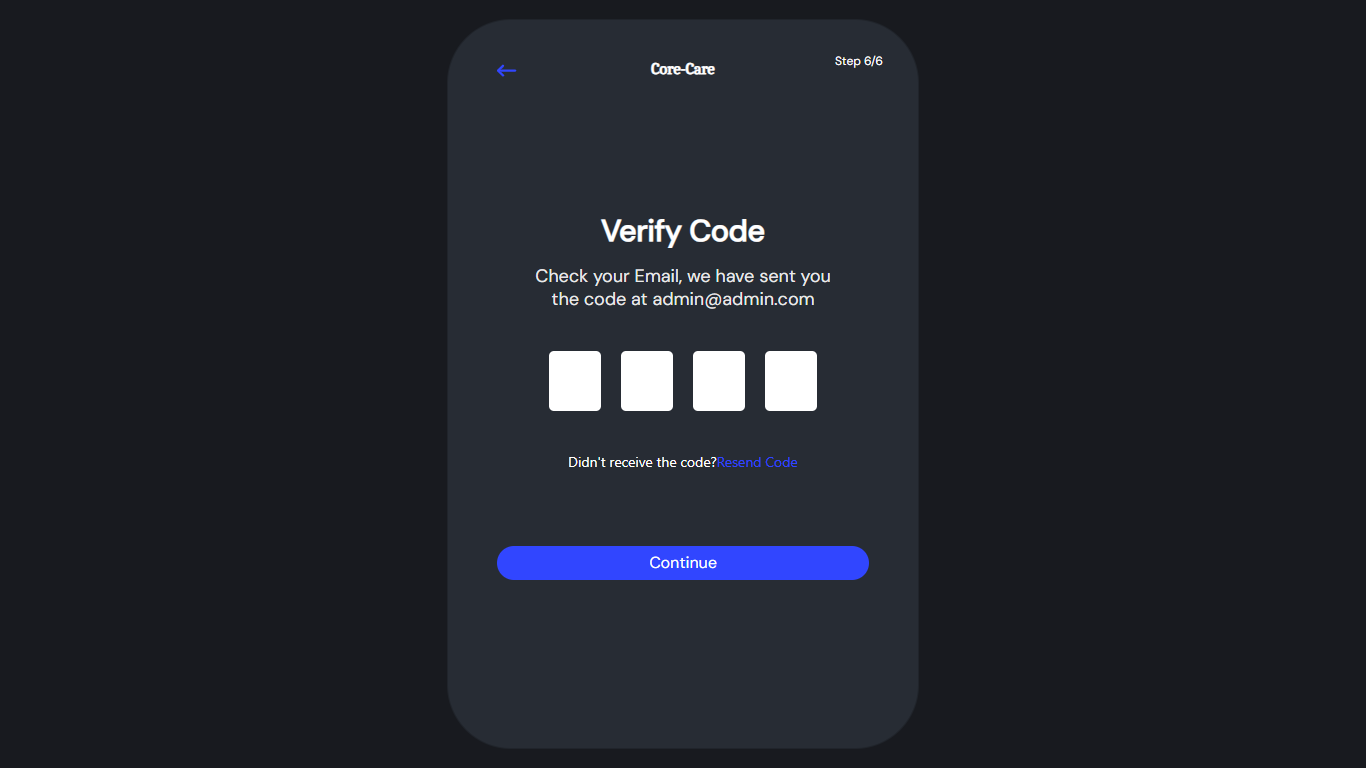 Core-Care
Step 6/6
Verify Code
Check your Email, we have sent you
the code at admin@admin.com
Didn't receive the code?Resend Code
Continue